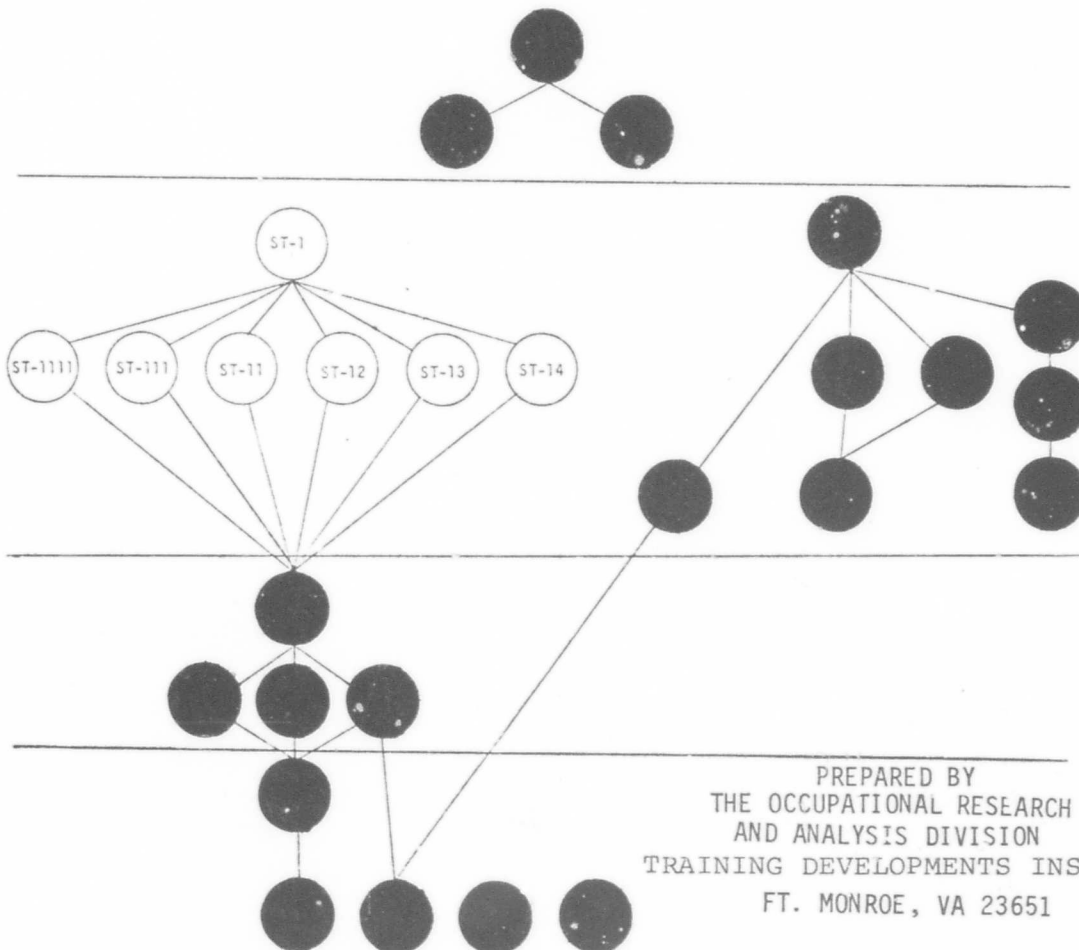 ST-1
ST-1111 ST-111 ST-11 ST-12 ST-13 ST-14
PREPARED BY
THE OCCUPATIONAL RESEARCH
AND ANALYSIS DIVISION
TRAINING DEVELOPMENTS INS
FT. MONROE, VA 23651